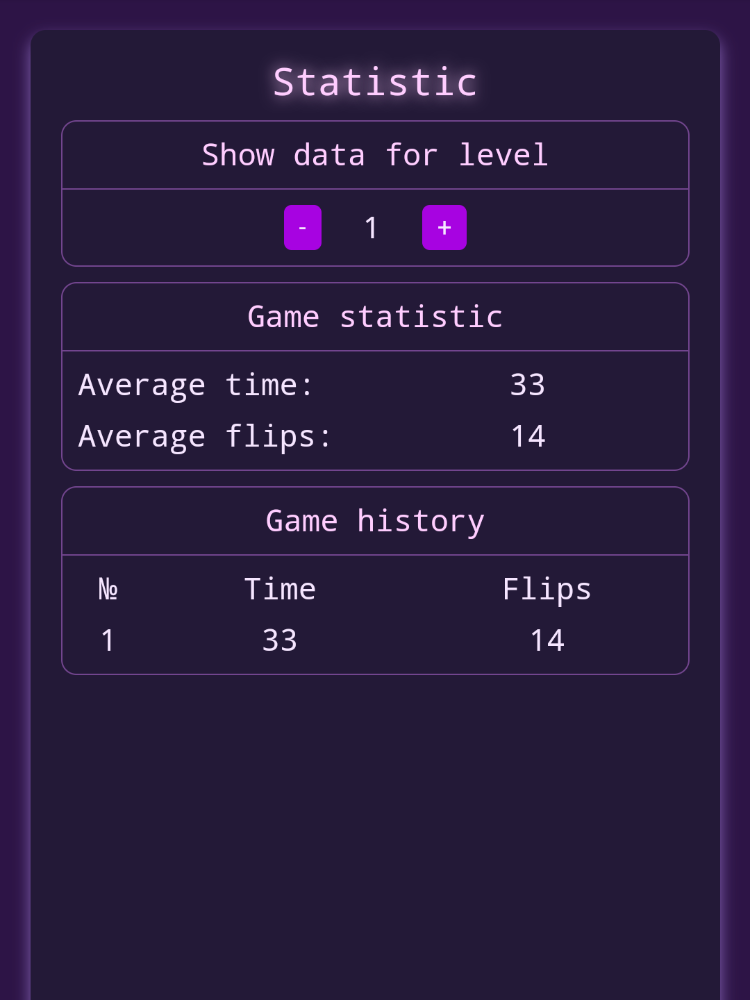 Statistic
Show data for level
- 1 +
Game statistic
Average time: 33
Average flips: 14
Game history
№ Time Flips
1 33 14